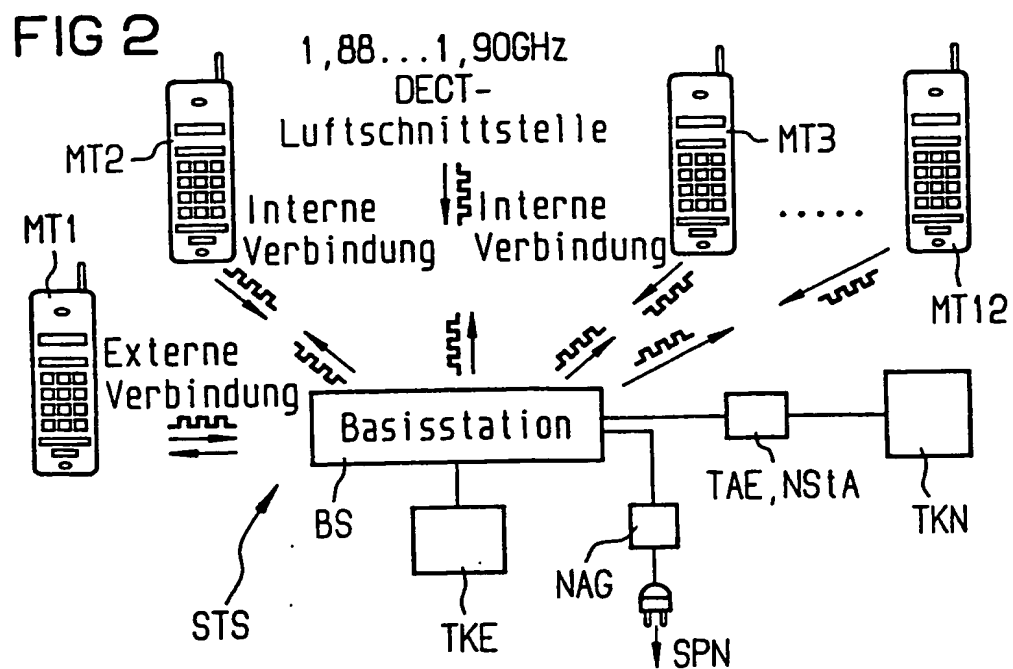 FIG 2
1,88...1,90GHz
DECT-
Luftschnittstelle
MT2
MT3
MT1
Interne
Verbindung
Interne
Verbindung
.....
MT12
Externe
Verbindung
Basisstation
BS
TAE, NStA
TKN
NAG
STS
TKE
SPN